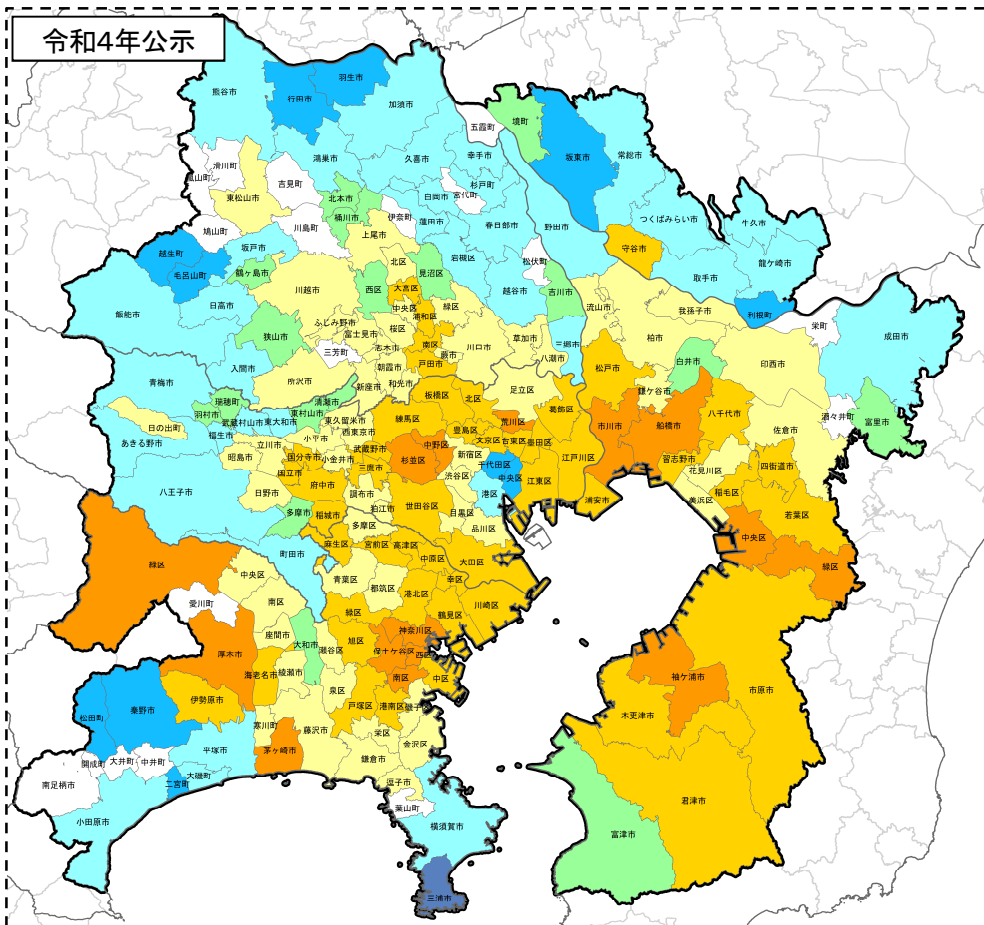 令和4年公示
熊谷市
行田市
羽生市
加須市
五霞町
境町
坂東市
常総市
滑川町
嵐山町
吉見町
東松山市
鴻巣市
久喜市
幸手市
杉戸町
宮代町
白岡市
北本市
桶川市
伊奈町
蓮田市
春日部市
野田市
つくばみらい市
牛久市
龍ケ崎市
守谷市
取手市
利根町
鳩山町
川島町
上尾市
越生町
毛呂山町
坂戸市
鶴ヶ島市
川越市
北区
西区
大宮区
見沼区
岩槻区
松伏町
越谷市
吉川市
日高市
飯能市
狭山市
ふじみ野市
富士見市
中央区
浦和区
緑区
桜区
南区
三芳町
志木市
戸田市
蕨市
川口市
草加市
八潮市
三郷市
流山市
我孫子市
柏市
栄町
成田市
印西市
白井市
松戸市
鎌ケ谷市
入間市
所沢市
朝霞市
新座市
和光市
青梅市
瑞穂町
羽村市
武蔵村山市
東大和市
東村山市
清瀬市
東久留米市
西東京市
福生市
日の出町
あきる野市
立川市
小平市
武蔵野市
昭島市
国分寺市
小金井市
国立市
三鷹市
府中市
日野市
八王子市
多摩市
稲城市
調布市
狛江市
板橋区
北区
足立区
葛飾区
練馬区
豊島区
荒川区
文京区
台東区
墨田区
中野区
杉並区
新宿区
千代田区
中央区
渋谷区
港区
江東区
江戸川区
世田谷区
目黒区
品川区
大田区
浦安市
市川市
船橋市
八千代市
佐倉市
酒々井町
富里市
習志野市
花見川区
四街道市
美浜区
稲毛区
若葉区
中央区
緑区
町田市
麻生区
多摩区
宮前区
高津区
中原区
幸区
川崎区
緑区
中央区
南区
愛川町
青葉区
都筑区
港北区
鶴見区
緑区
座間市
大和市
瀬谷区
旭区
神奈川区
保土ケ谷区
西区
厚木市
海老名市
綾瀬市
泉区
南区
中区
戸塚区
港南区
磯子区
秦野市
松田町
伊勢原市
寒川町
藤沢市
栄区
金沢区
茅ヶ崎市
鎌倉市
平塚市
大磯町
二宮町
中井町
大井町
開成町
南足柄市
小田原市
逗子市
葉山町
横須賀市
三浦市
袖ケ浦市
市原市
木更津市
君津市
富津市